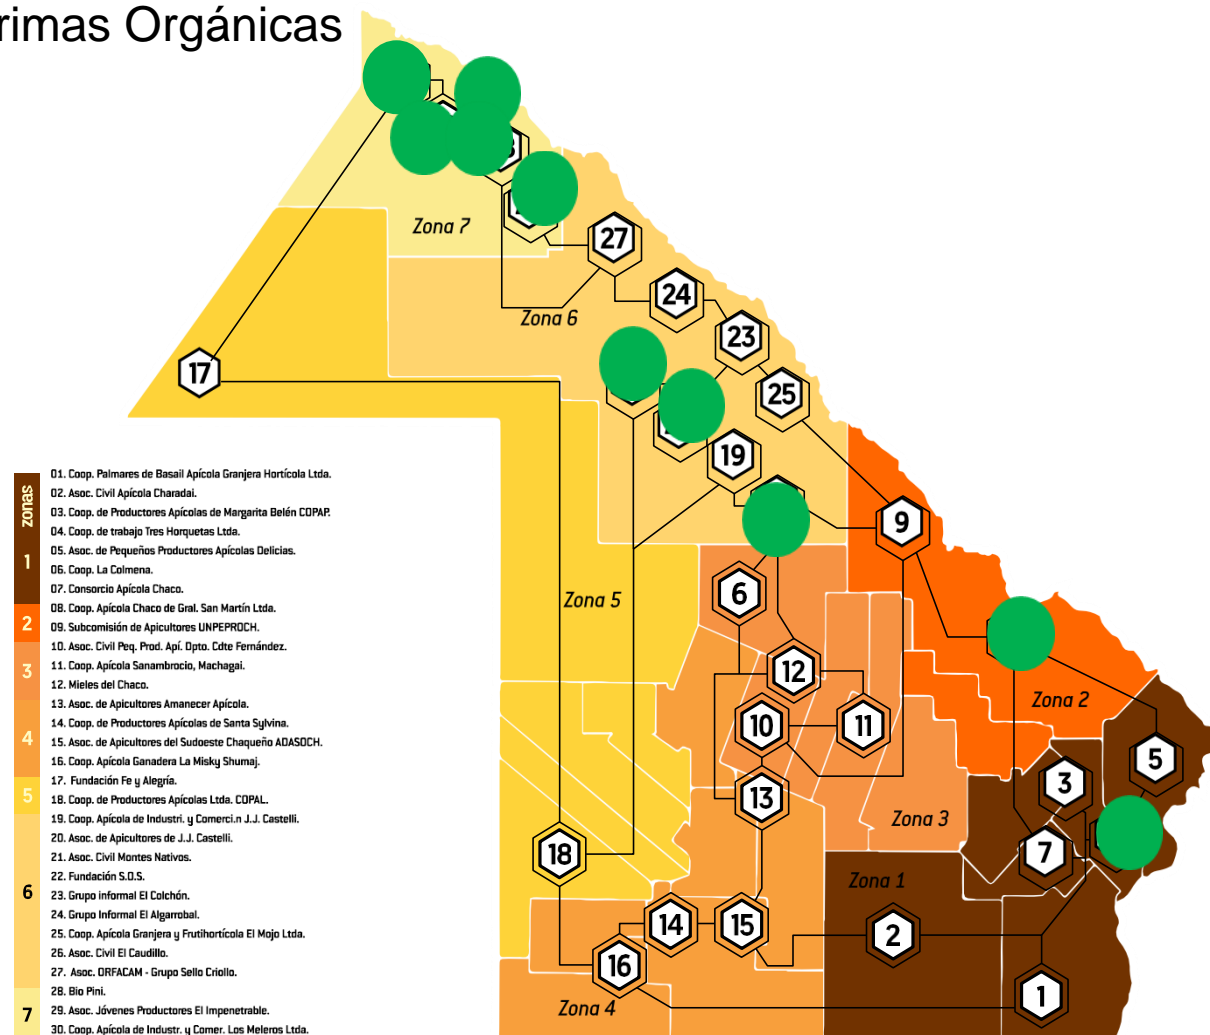 rimas Orgánicas
Zona 7
27
24
Zona 6
23
17
25
19
9
Zona 5
6
12
Zona 2
10
11
5
3
13
Zona 3
7
18
Zona 1
14
15
2
16
1
Zona 4
zonas
1
2
3
4
5
6
7
01. Coop. Palmares de Basail Apícola Granjera Hortícola Ltda.
02. Asoc. Civil Apícola Charadai.
03. Coop. de Productores Apícolas de Margarita Belén COPAP.
04. Coop. de trabajo Tres Horquetas Ltda.
05. Asoc. de Pequeños Productores Apícolas Delicias.
06. Coop. La Colmena.
07. Consorcio Apícola Chaco.
08. Coop. Apícola Chaco de Gral. San Martín Ltda.
09. Subcomisión de Apicultores UNPEPROCH.
10. Asoc. Civil Peq. Prod. Apí. Dpto. Cdte Fernández.
11. Coop. Apícola Sanambrocio, Machagai.
12. Mieles del Chaco.
13. Asoc. de Apicultores Amanecer Apícola.
14. Coop. de Productores Apícolas de Santa Sylvina.
15. Asoc. de Apicultores del Sudoeste Chaqueño ADASOCH.
16. Coop. Apícola Ganadera La Misky Shumaj.
17. Fundación Fe y Alegría.
18. Coop. de Productores Apícolas Ltda. COPAL.
19. Coop. Apícola de Industri. y Comerci.n J.J. Castelli.
20. Asoc. de Apicultores de J.J. Castelli.
21. Asoc. Civil Montes Nativos.
22. Fundación S.O.S.
23. Grupo informal El Colchón.
24. Grupo Informal El Algarrobal.
25. Coop. Apícola Granjera y Frutihortícola El Mojo Ltda.
26. Asoc. Civil El Caudillo.
27. Asoc. ORFACAM - Grupo Sello Criollo.
28. Bio Pini.
29. Asoc. Jóvenes Productores El Impenetrable.
30. Coop. Apícola de Industr. y Comer. Los Meleros Ltda.